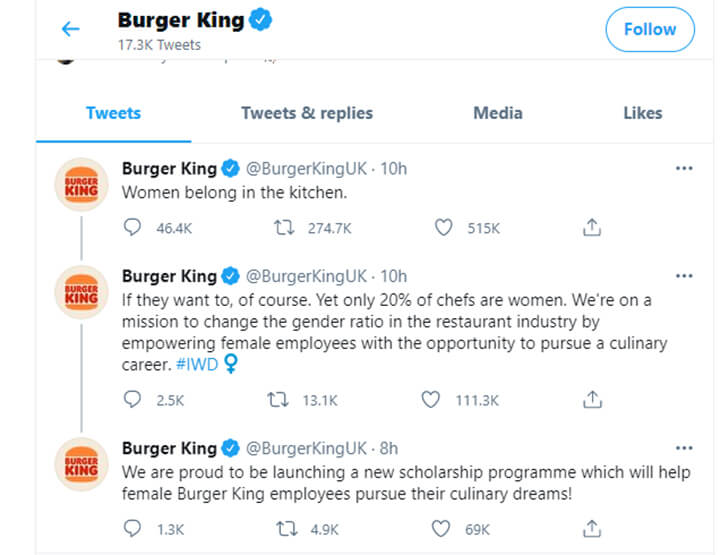 Burger King
17.3K Tweets
Follow
Tweets
Tweets & replies
Media
Likes
BURGER
KING
Burger King @BurgerKingUK · 10h
Women belong in the kitchen.
46.4K
274.7K
515K
BURGER
KING
Burger King @BurgerKingUK · 10h
If they want to, of course. Yet only 20% of chefs are women. We're on a
mission to change the gender ratio in the restaurant industry by
empowering female employees with the opportunity to pursue a culinary
career. #IWD
2.5K
13.1K
111.3K
BURGER
KING
Burger King @BurgerKingUK · 8h
We are proud to be launching a new scholarship programme which will help
female Burger King employees pursue their culinary dreams!
1.3K
4.9K
69K